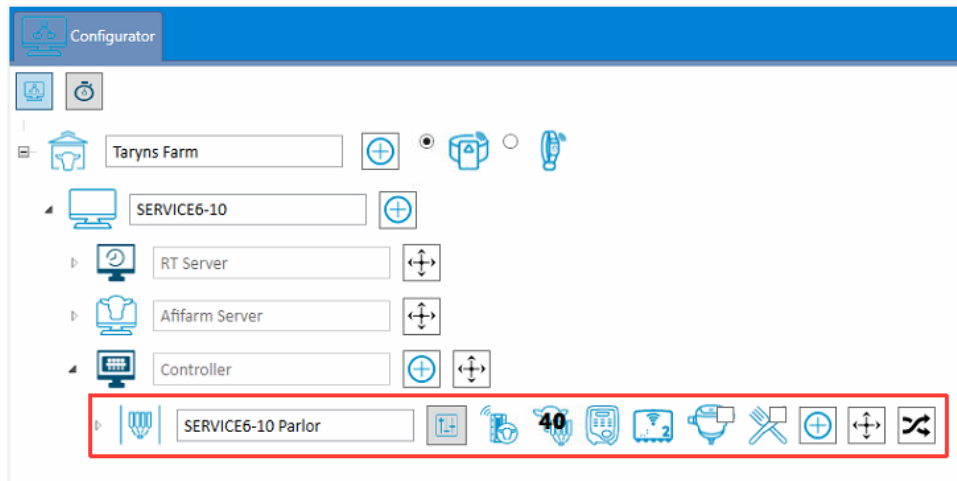 Configurator
Taryns Farm
SERVICE6-10
RT Server
Afifarm Server
Controller
SERVICE6-10 Parlor 40 2